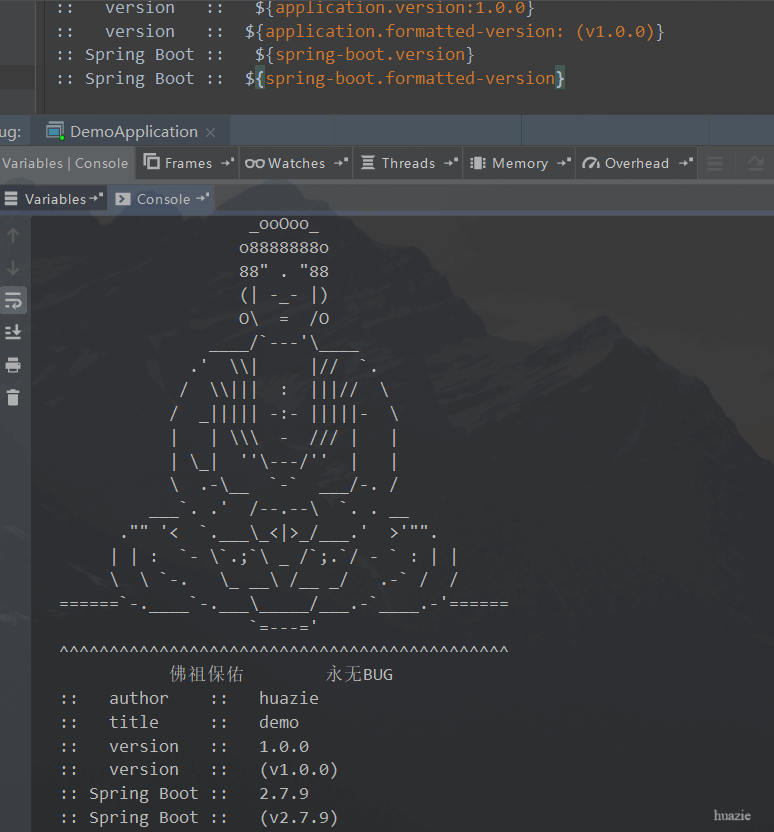 :: version :: ${application.version:1.0.0}
:: version :: ${application.formatted-version: (v1.0.0)}
:: Spring Boot :: ${spring-boot.version}
:: Spring Boot :: ${spring-boot.formatted-version}
ug: DemoApplication ×
Variables | Console Frames Watches Threads Memory Overhead
Variables Console
                   _ooOoo_
                  o8888888o
                  88" . "88
                  (| -_- |)
                  O\  =  /O
               ____/`---'\____
             .'  \\|     |//  `.
            /  \\|||  :  |||//  \
           /  _||||| -:- |||||-  \
           |   | \\\  -  /// |   |
           | \_|  ''\---/''  |   |
           \  .-\__  `-`  ___/-. /
         ___`. .'  /--.--\  `. . __
      ."" '<  `.___\_<|>_/___.'  >'"".
     | | :  `- \`.;`\ _ /`;.`/ - ` : | |
     \  \ `-.   \_ __\ /__ _/   .-` /  /
======`-.____`-.___\_____/___.-`____.-'======
                   `=---='
^^^^^^^^^^^^^^^^^^^^^^^^^^^^^^^^^^^^^^^^^^^^^
佛祖保佑 永无BUG
:: author :: huazie
:: title :: demo
:: version :: 1.0.0
:: version :: (v1.0.0)
:: Spring Boot :: 2.7.9
:: Spring Boot :: (v2.7.9)
huazie